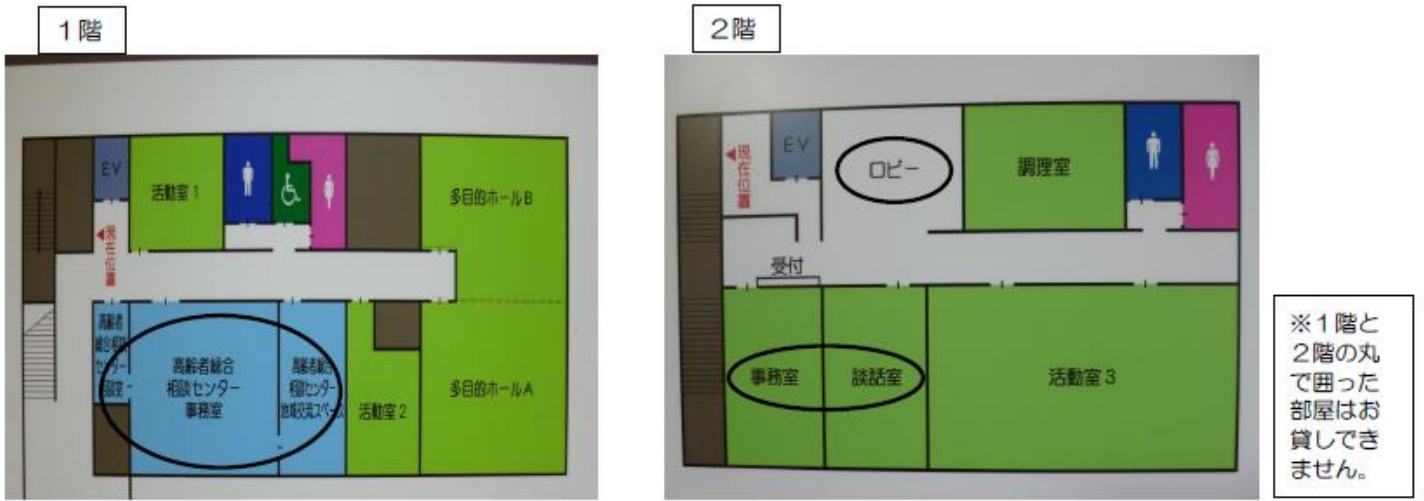 1階
EV
活動室1
多目的ホールB
◀現在位置
高齢者
総合相談
センター
相談室
高齢者総合
相談センター
事務室
高齢者総合
相談センター
地域交流スペース
活動室2
多目的ホールA
2階
◀現在位置
EV
ロビー
調理室
受付
事務室
談話室
活動室3
※1階と
2階の丸
で囲った
部屋はお
貸しでき
ません。